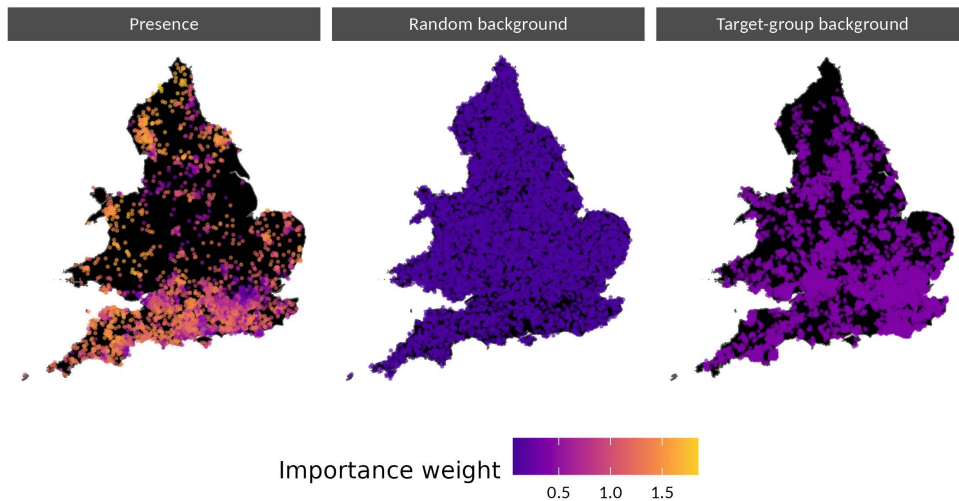 Presence
Random background
Target-group background
Importance weight
0.5 1.0 1.5